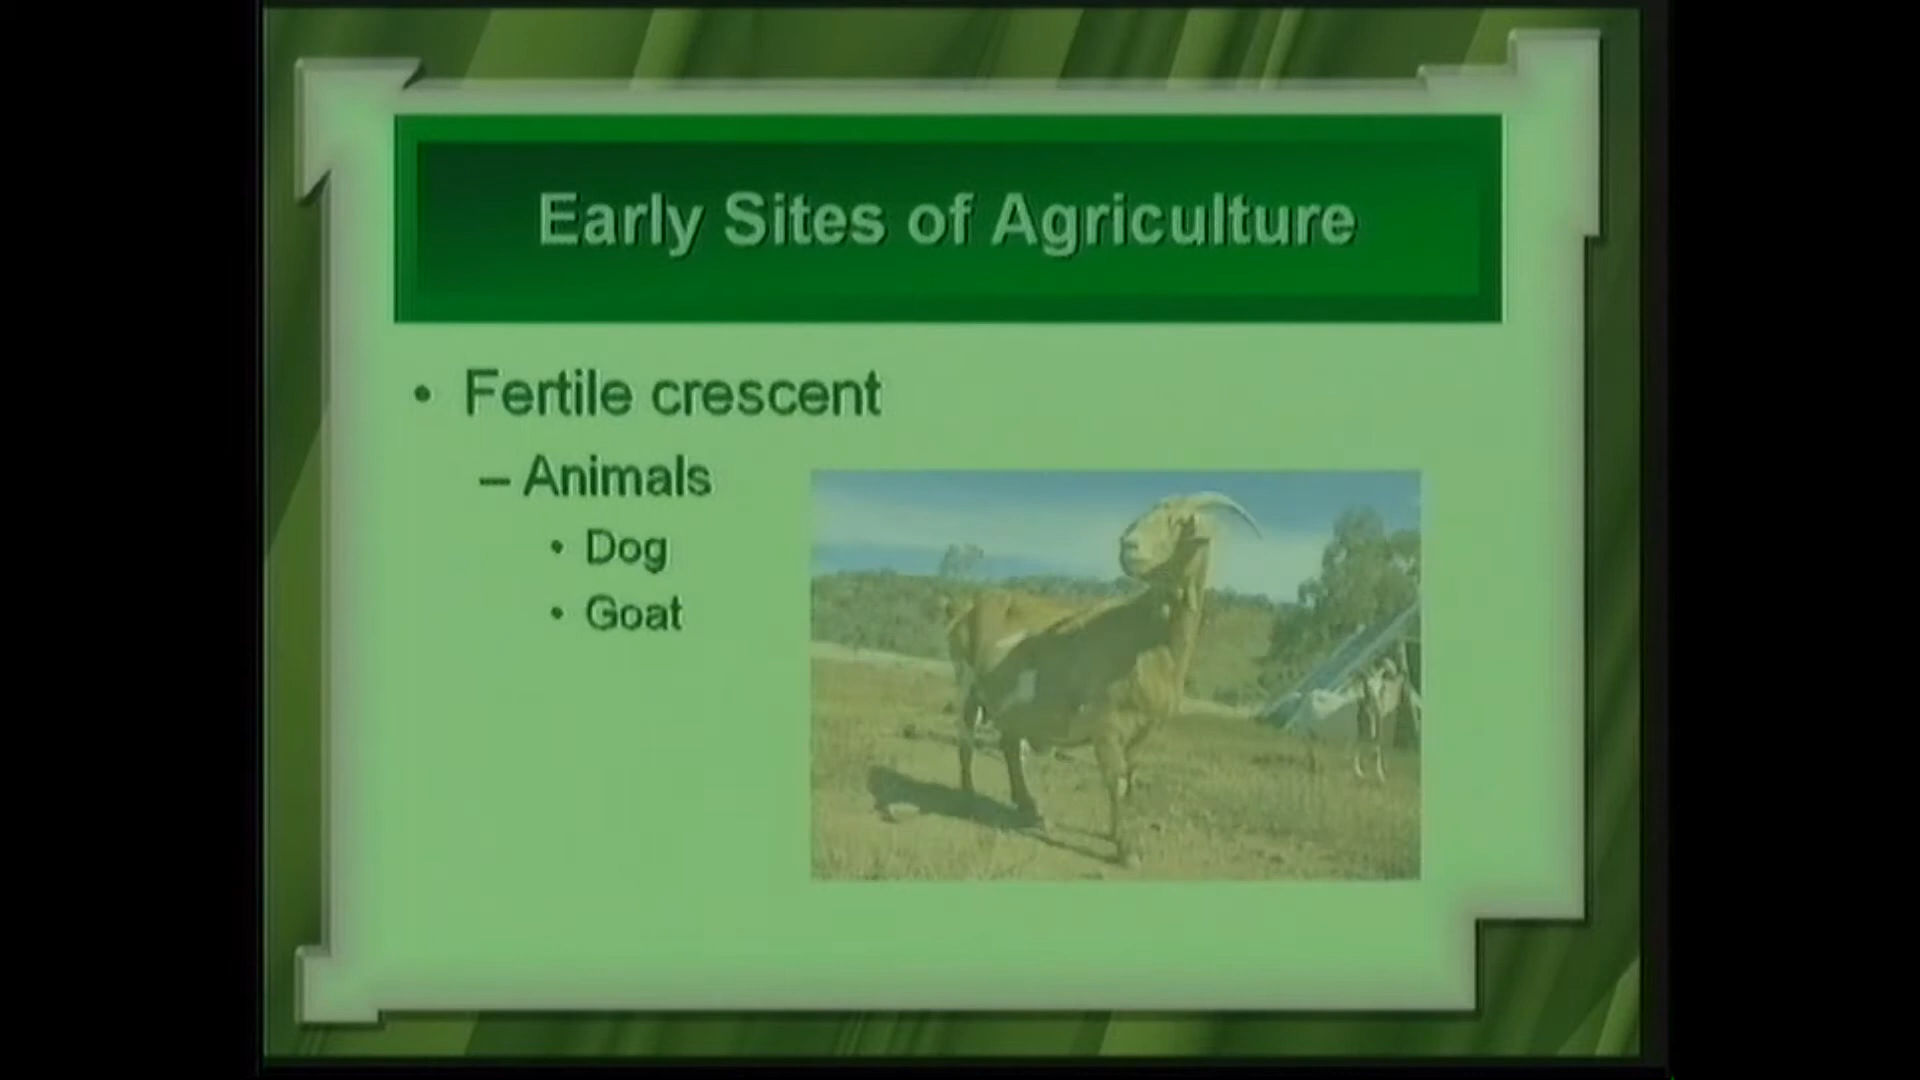 Early Sites of Agriculture
• Fertile crescent
– Animals
• Dog
• Goat